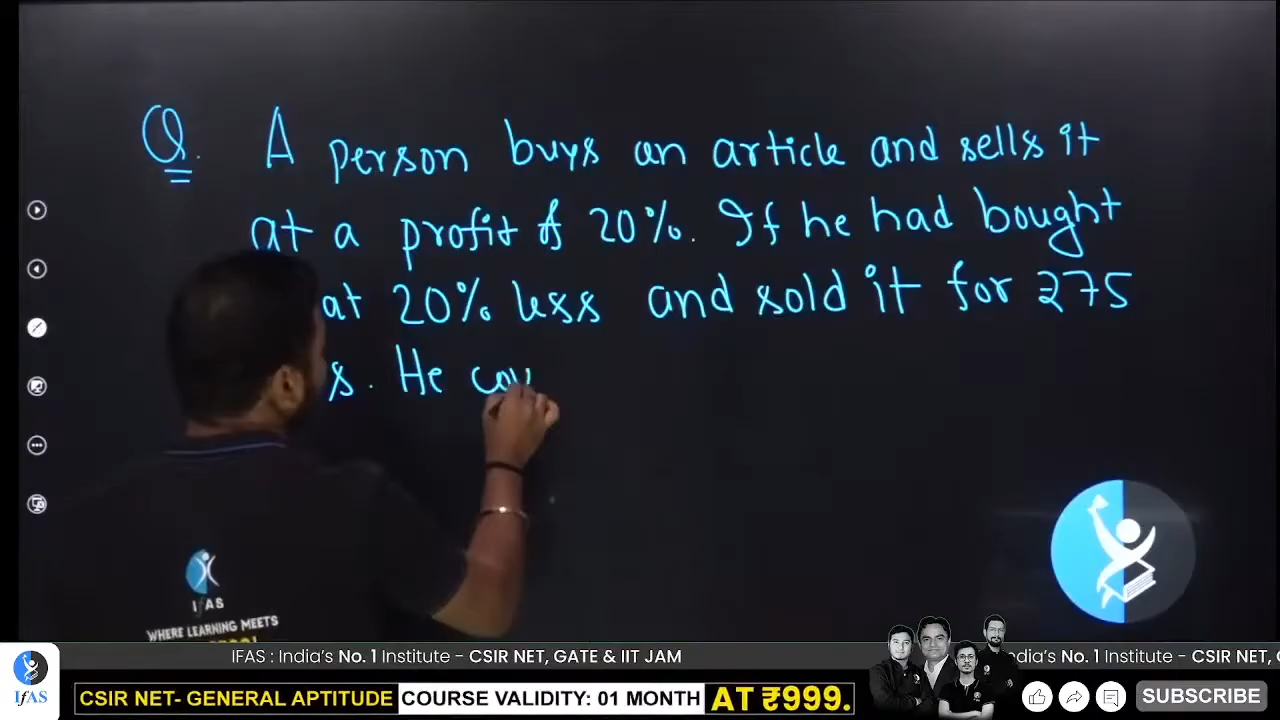 Q. A person buys an article and sells it
at a profit of 20%. If he had bought
at 20% less and sold it for 275
s. He cou
IFAS
WHERE LEARNING MEETS
IFAS : India's No. 1 Institute – CSIR NET, GATE & IIT JAM
ndia's No. 1 Institute – CSIR NET,
IFAS
CSIR NET- GENERAL APTITUDE COURSE VALIDITY: 01 MONTH AT ₹999.
SUBSCRIBE